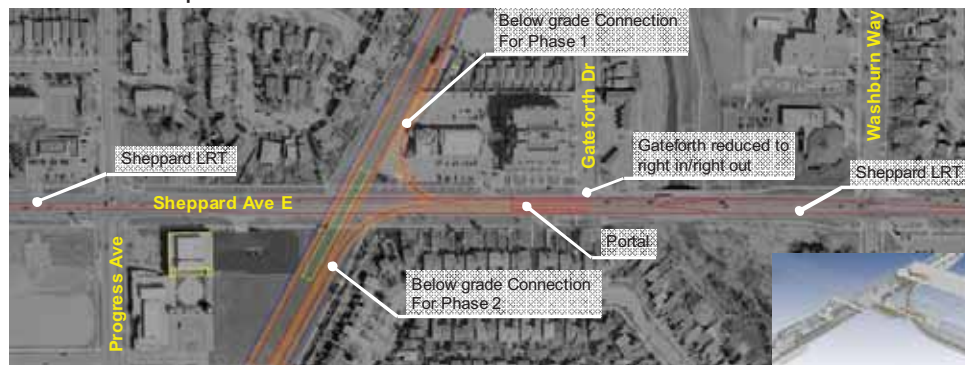 Below grade Connection
For Phase 1
Gateforth Dr
Washburn Way
Sheppard LRT
Gateforth reduced to
right in/right out
Sheppard LRT
Sheppard Ave E
Portal
Progress Ave
Below grade Connection
For Phase 2